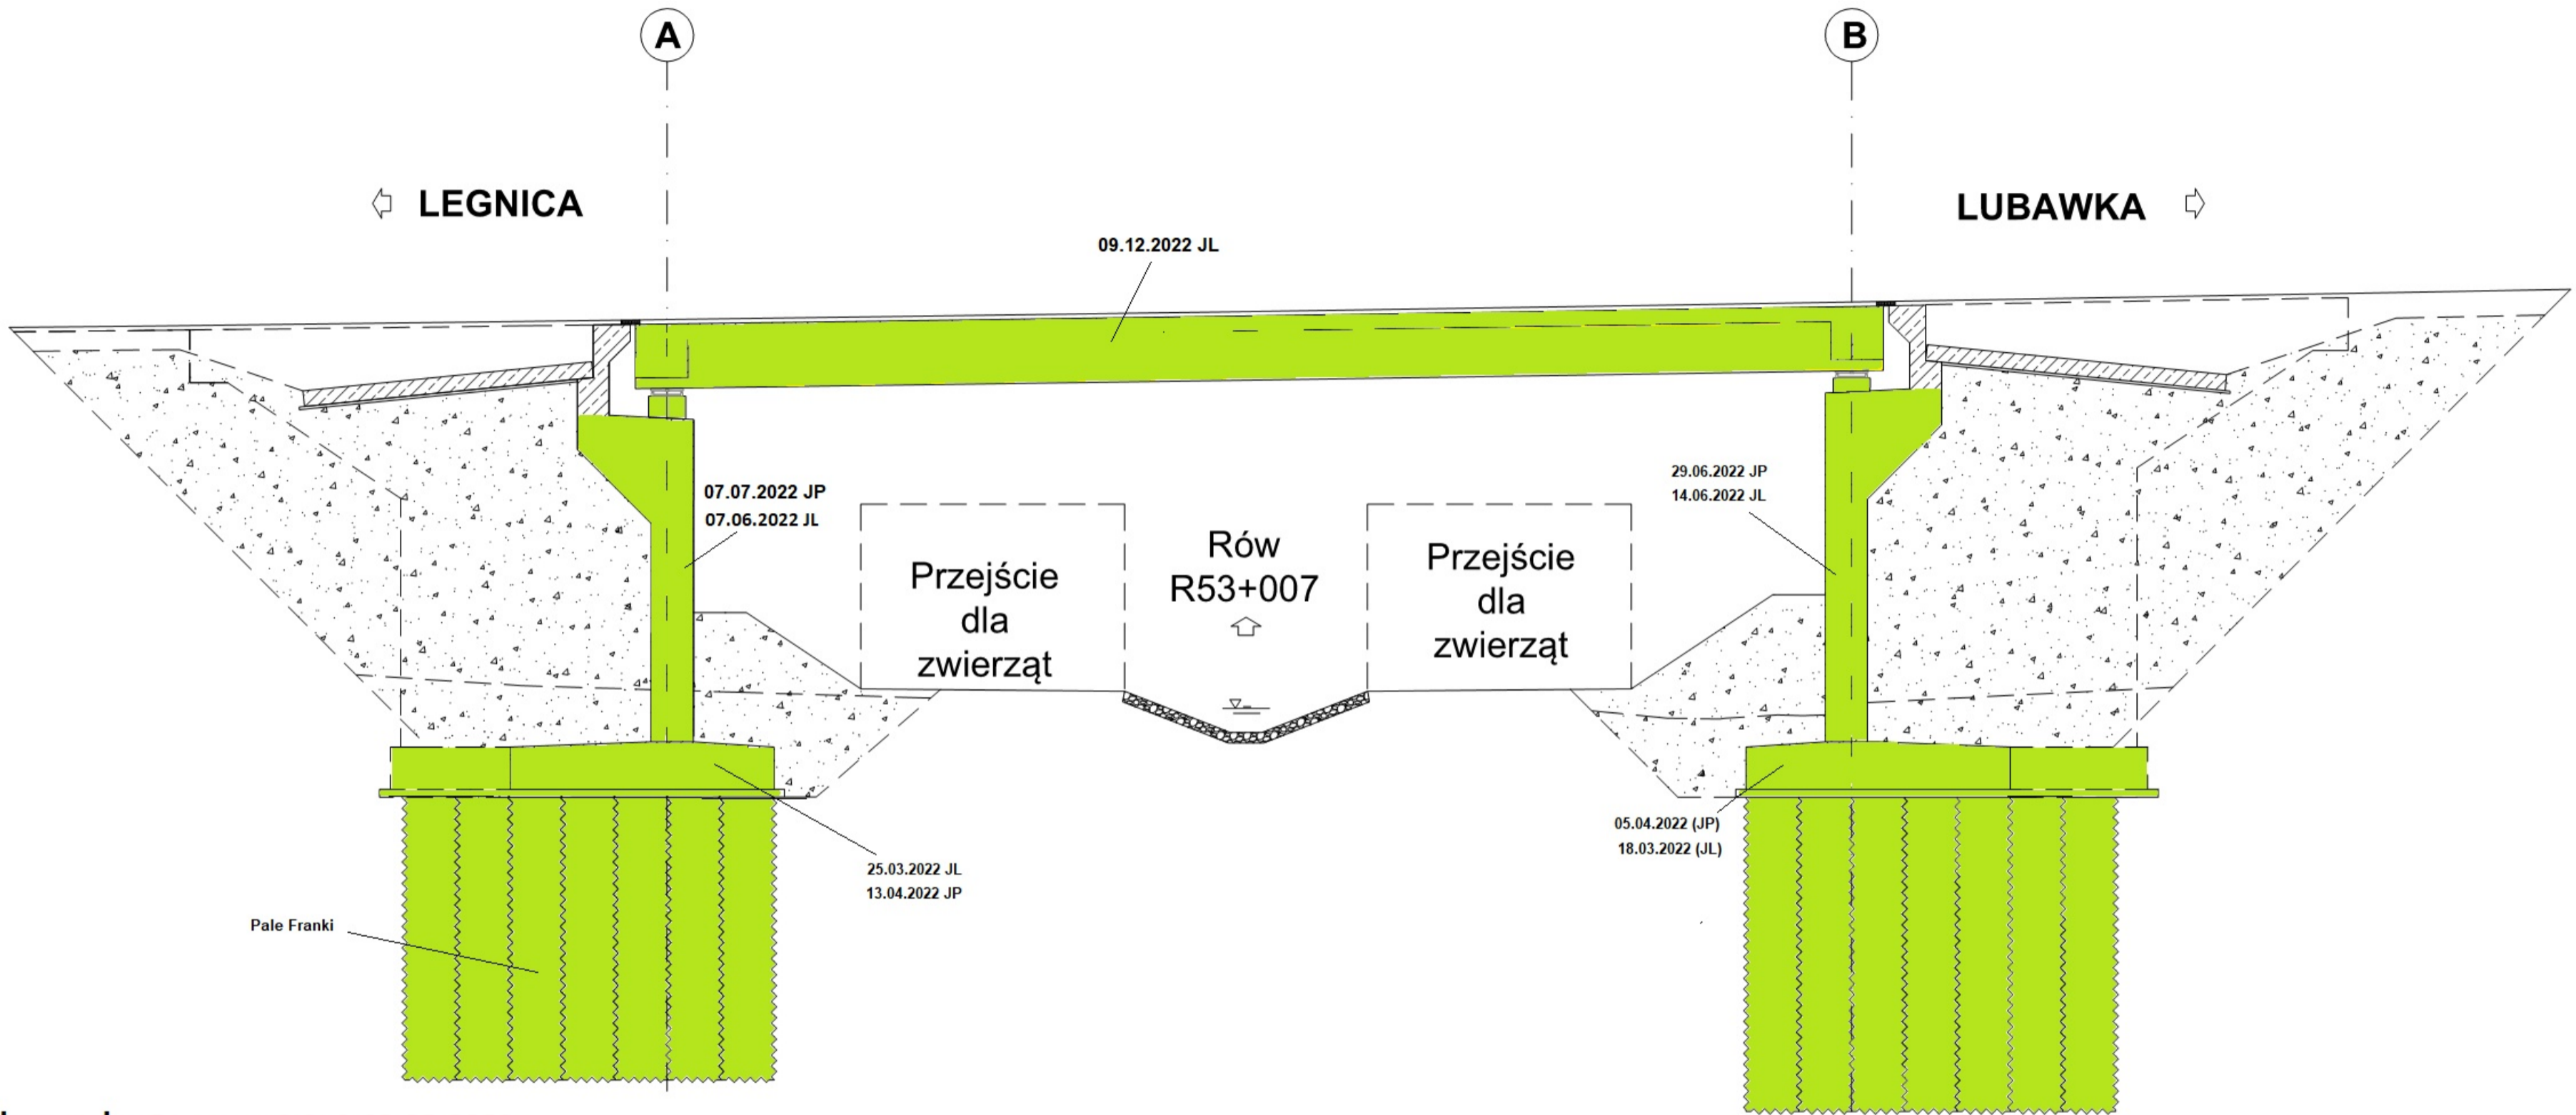 A
B
LEGNICA
LUBAWKA
09.12.2022 JL
07.07.2022 JP
07.06.2022 JL
29.06.2022 JP
14.06.2022 JL
Przejście
dla
zwierząt
Rów
R53+007
Przejście
dla
zwierząt
25.03.2022 JL
13.04.2022 JP
05.04.2022 (JP)
18.03.2022 (JL)
Pale Franki